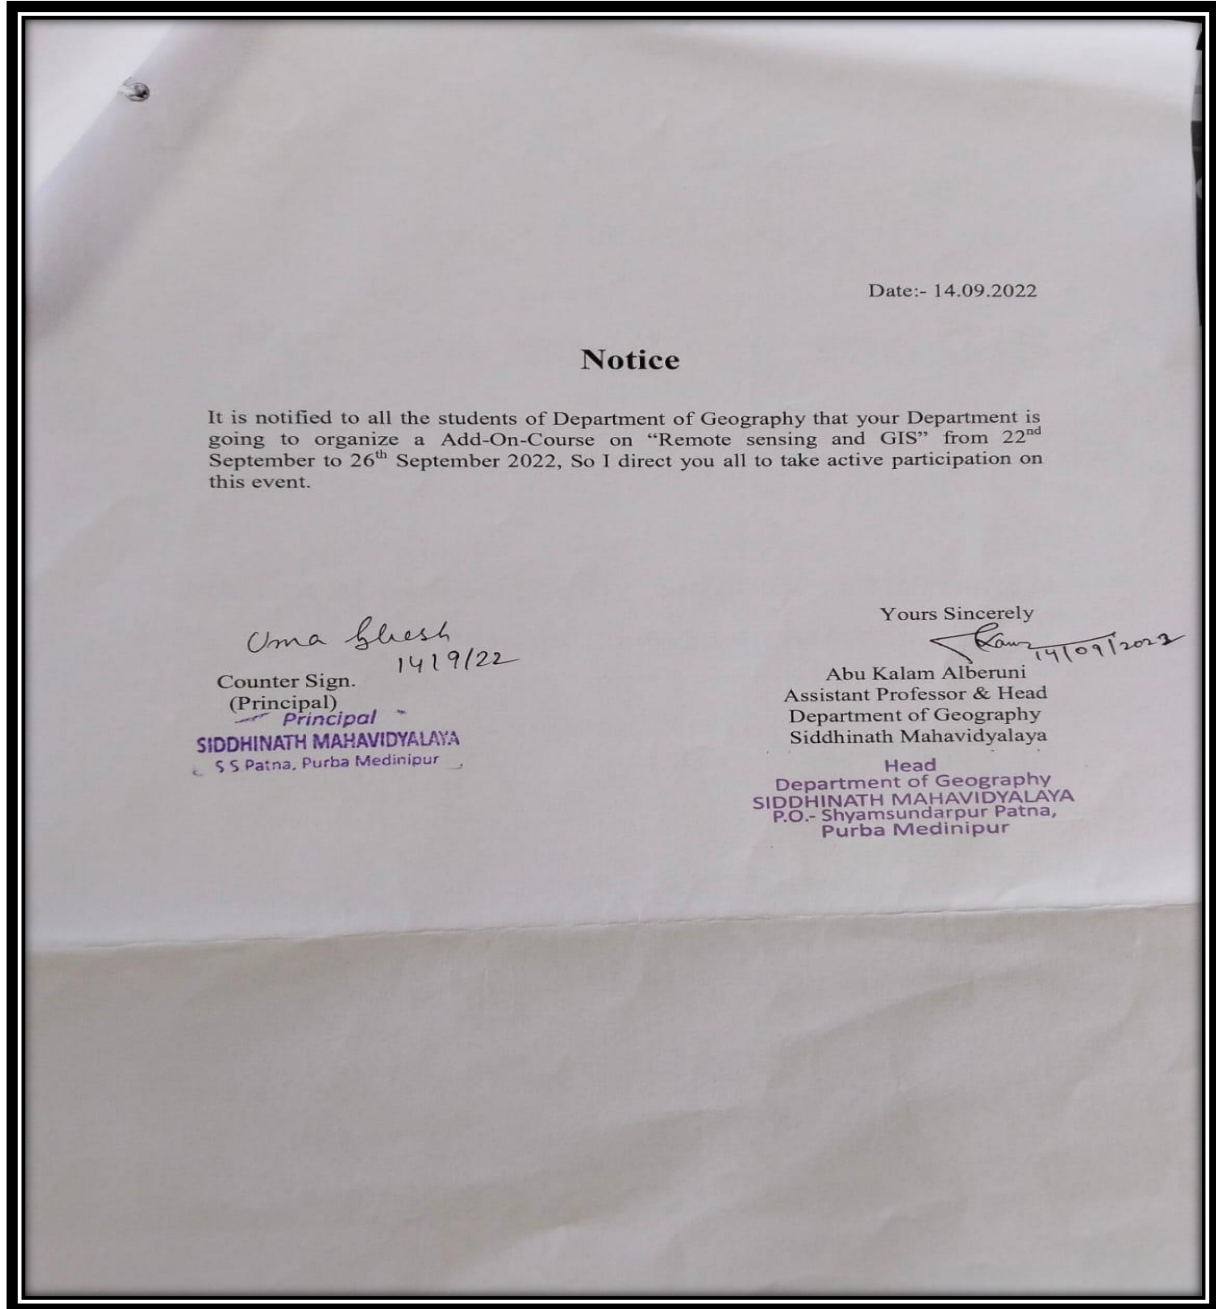 Date:- 14.09.2022
Notice
It is notified to all the students of Department of Geography that your Department is
going to organize a Add-On-Course on “Remote sensing and GIS” from 22nd
September to 26th September 2022, So I direct you all to take active participation on
this event.
Uma Ghosh
14/9/22
Counter Sign.
(Principal)
Principal
SIDDHINATH MAHAVIDYALAYA
S S Patna, Purba Medinipur
Yours Sincerely
14/09/2022
Abu Kalam Alberuni
Assistant Professor & Head
Department of Geography
Siddhinath Mahavidyalaya
Head
Department of Geography
SIDDHINATH MAHAVIDYALAYA
P.O.- Shyamsundarpur Patna,
Purba Medinipur